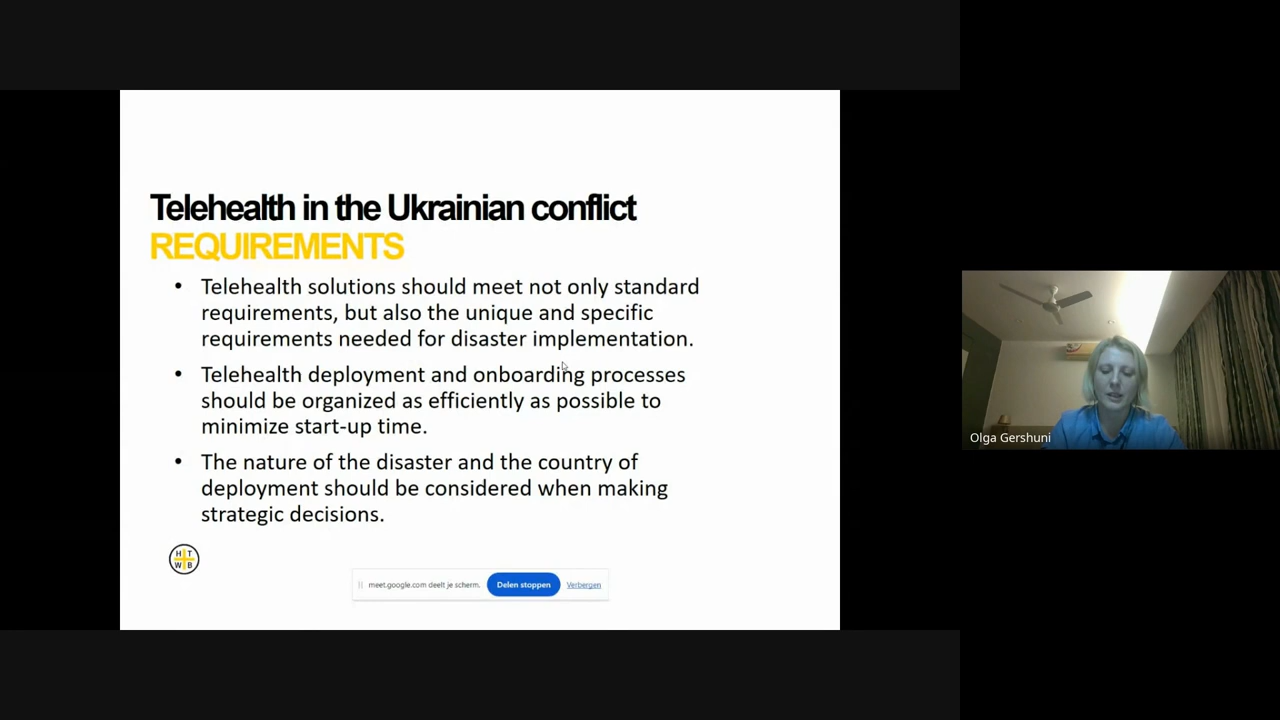 Telehealth in the Ukrainian conflict
REQUIREMENTS
• Telehealth solutions should meet not only standard
requirements, but also the unique and specific
requirements needed for disaster implementation.
• Telehealth deployment and onboarding processes
should be organized as efficiently as possible to
minimize start-up time.
• The nature of the disaster and the country of
deployment should be considered when making
strategic decisions.
H T
W B
meet.google.com deelt je scherm.
Delen stoppen
Verbergen
Olga Gershuni